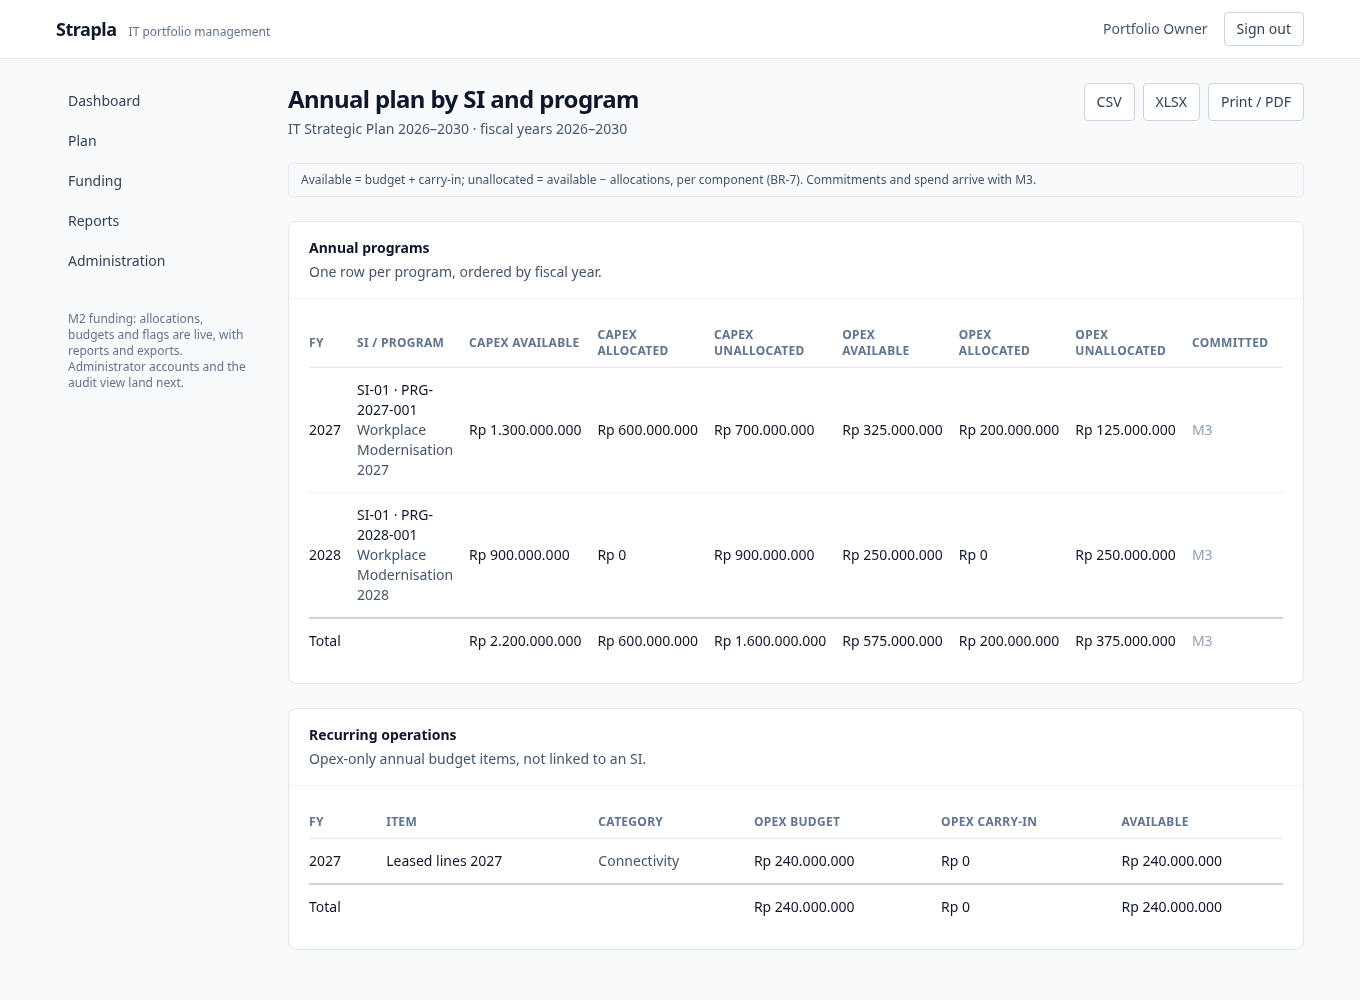 Strapla IT portfolio management
Portfolio Owner Sign out
Dashboard
Plan
Funding
Reports
Administration
M2 funding: allocations,
budgets and flags are live, with
reports and exports.
Administrator accounts and the
audit view land next.
Annual plan by SI and program
IT Strategic Plan 2026–2030 · fiscal years 2026–2030
CSV XLSX Print / PDF
Available = budget + carry-in; unallocated = available − allocations, per component (BR-7). Commitments and spend arrive with M3.
Annual programs
One row per program, ordered by fiscal year.
FY SI / PROGRAM CAPEX AVAILABLE CAPEX ALLOCATED CAPEX UNALLOCATED OPEX AVAILABLE OPEX ALLOCATED OPEX UNALLOCATED COMMITTED
2027 SI-01 · PRG-2027-001 Workplace Modernisation 2027 Rp 1.300.000.000 Rp 600.000.000 Rp 700.000.000 Rp 325.000.000 Rp 200.000.000 Rp 125.000.000 M3
2028 SI-01 · PRG-2028-001 Workplace Modernisation 2028 Rp 900.000.000 Rp 0 Rp 900.000.000 Rp 250.000.000 Rp 0 Rp 250.000.000 M3
Total Rp 2.200.000.000 Rp 600.000.000 Rp 1.600.000.000 Rp 575.000.000 Rp 200.000.000 Rp 375.000.000 M3
Recurring operations
Opex-only annual budget items, not linked to an SI.
FY ITEM CATEGORY OPEX BUDGET OPEX CARRY-IN AVAILABLE
2027 Leased lines 2027 Connectivity Rp 240.000.000 Rp 0 Rp 240.000.000
Total Rp 240.000.000 Rp 0 Rp 240.000.000